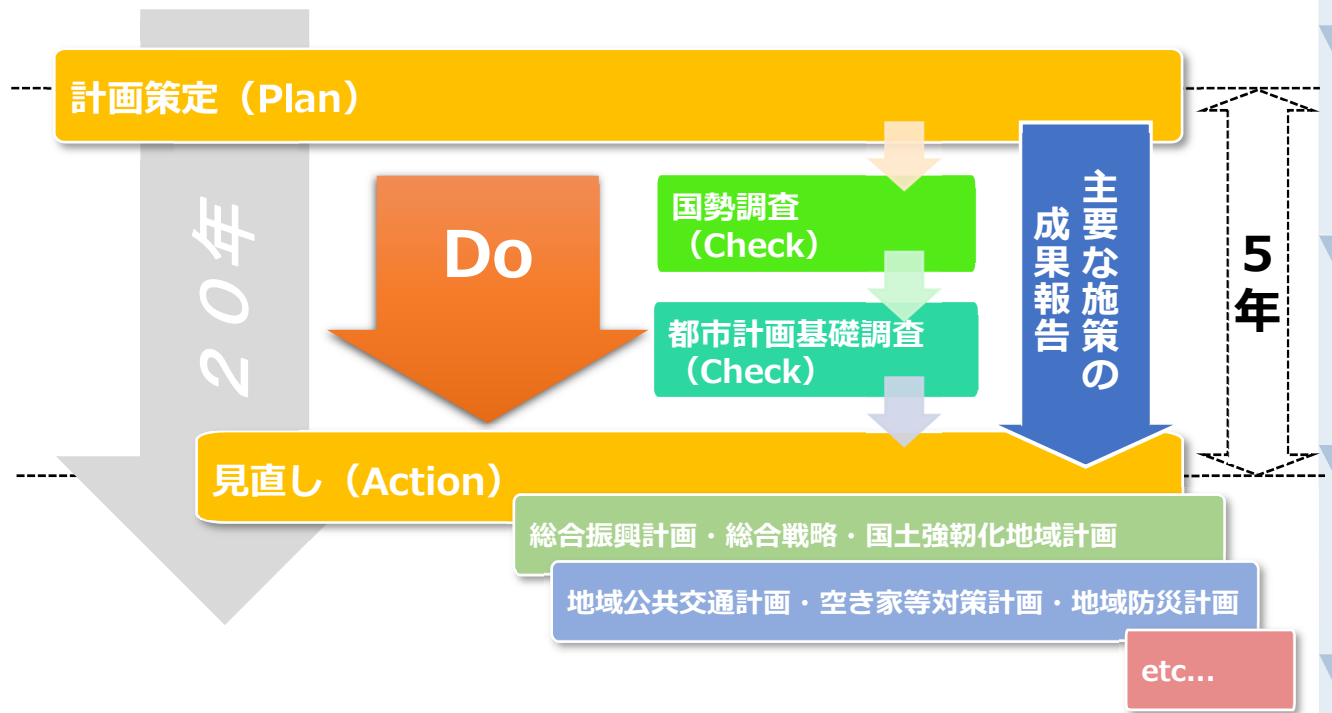 計画策定（Plan）
20年
Do
国勢調査
（Check）
都市計画基礎調査
（Check）
主要な施策の
成果報告
5年
見直し（Action）
総合振興計画・総合戦略・国土強靭化地域計画
地域公共交通計画・空き家等対策計画・地域防災計画
etc...